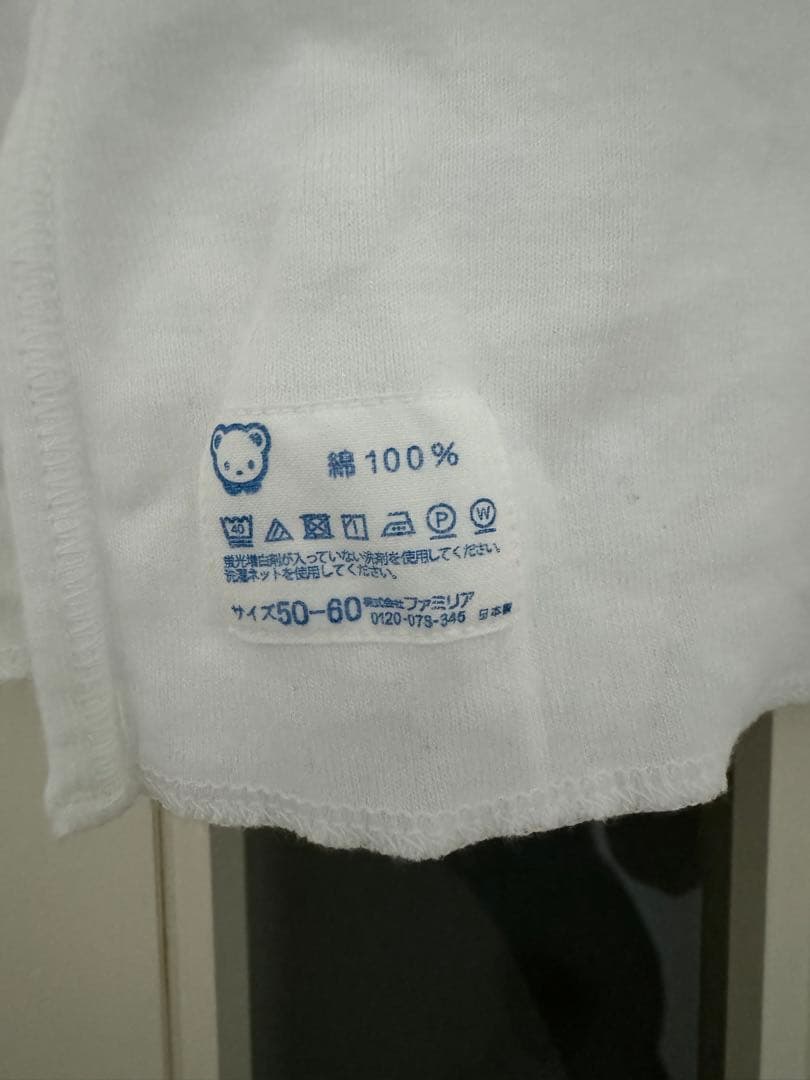 綿100%
40 P W
蛍光増白剤が入っていない洗剤を使用してください。
洗濯ネットを使用してください。
サイズ50-60 株式会社ファミリア
0120-078-345 日本製